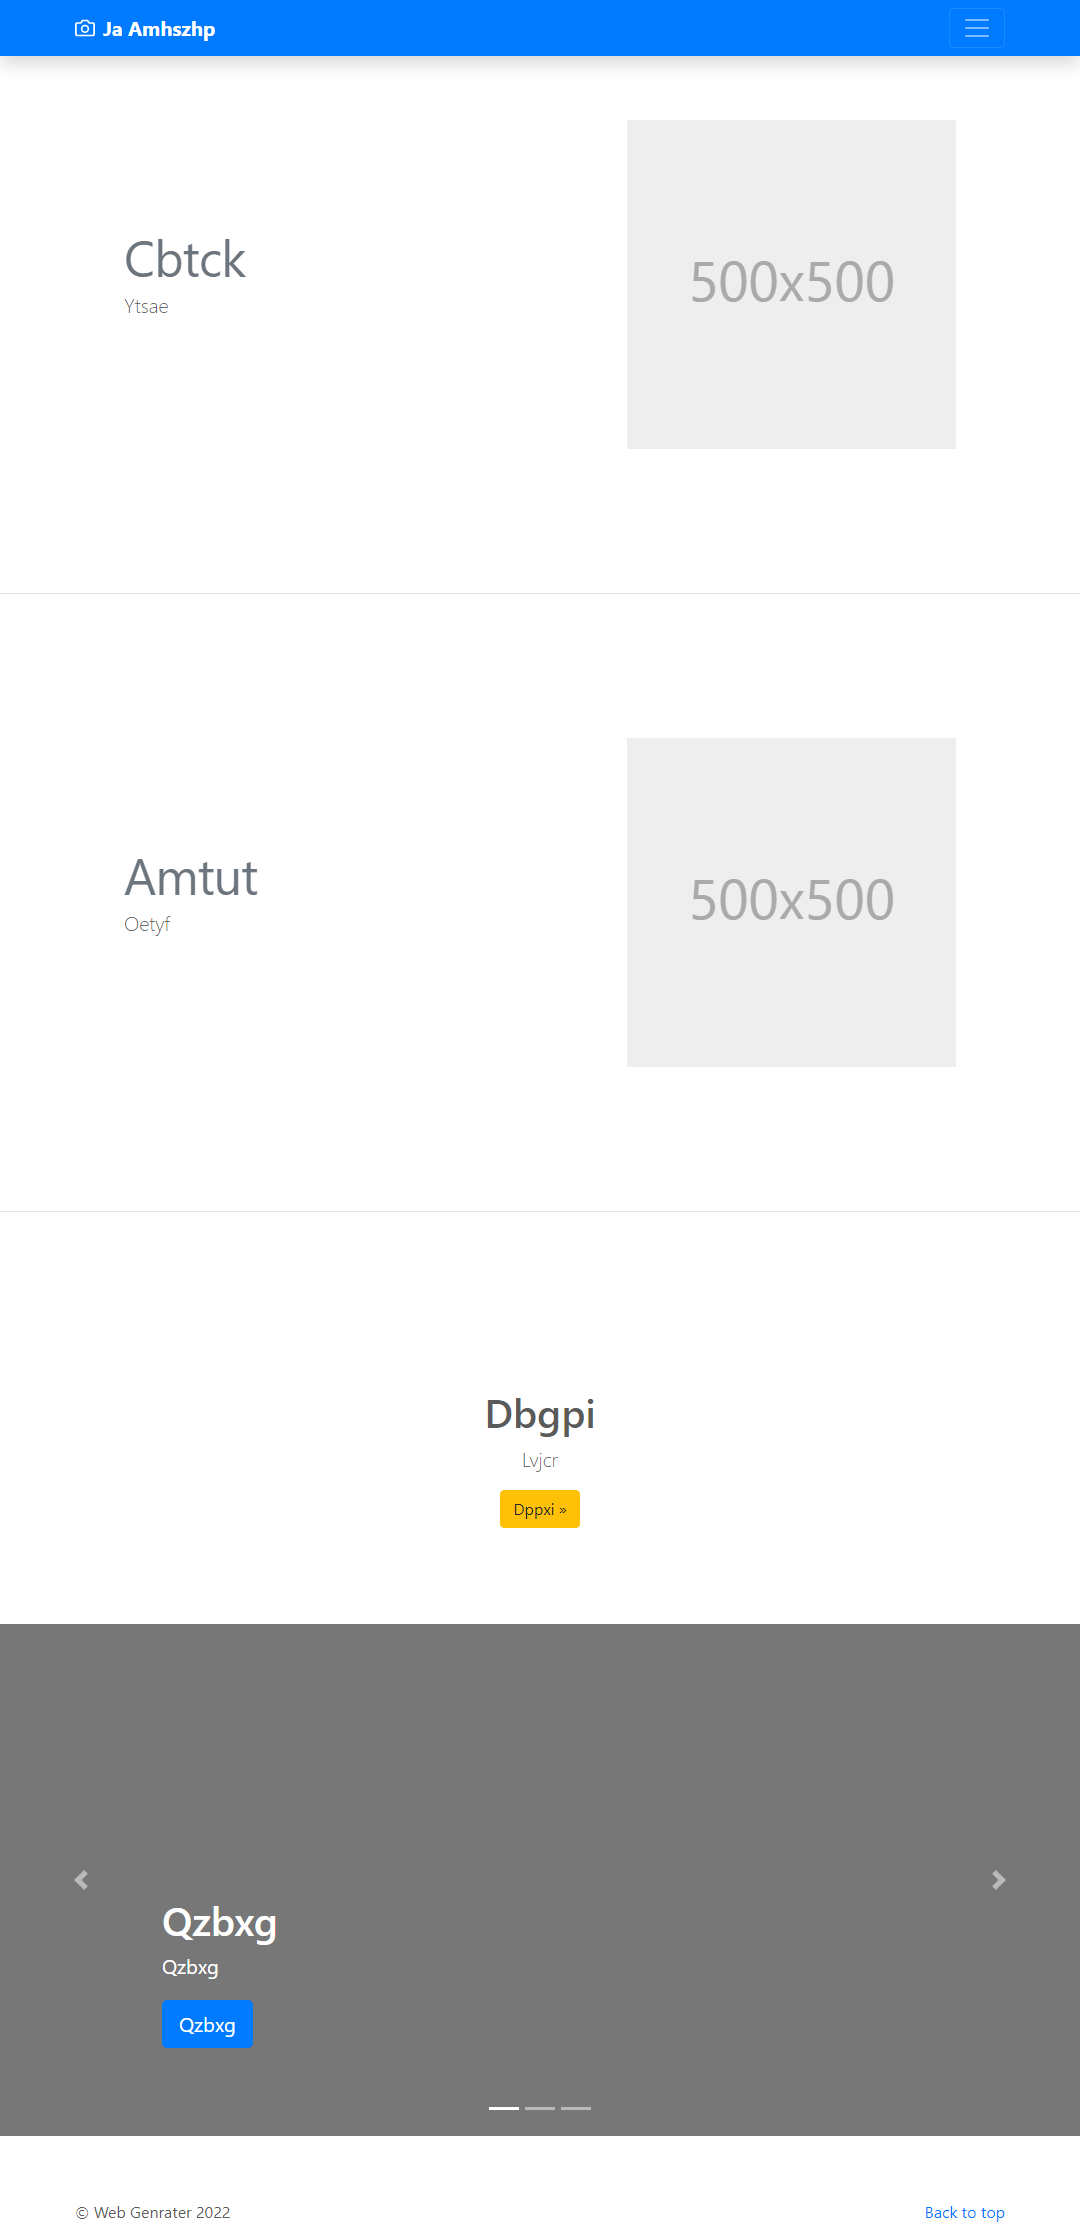 Ja Amhszhp
Cbtck
Ytsae
500x500
Amtut
Oetyf
500x500
Dbgpi
Lvjcr
Dppxi »
Qzbxg
Qzbxg
Qzbxg
© Web Genrater 2022
Back to top